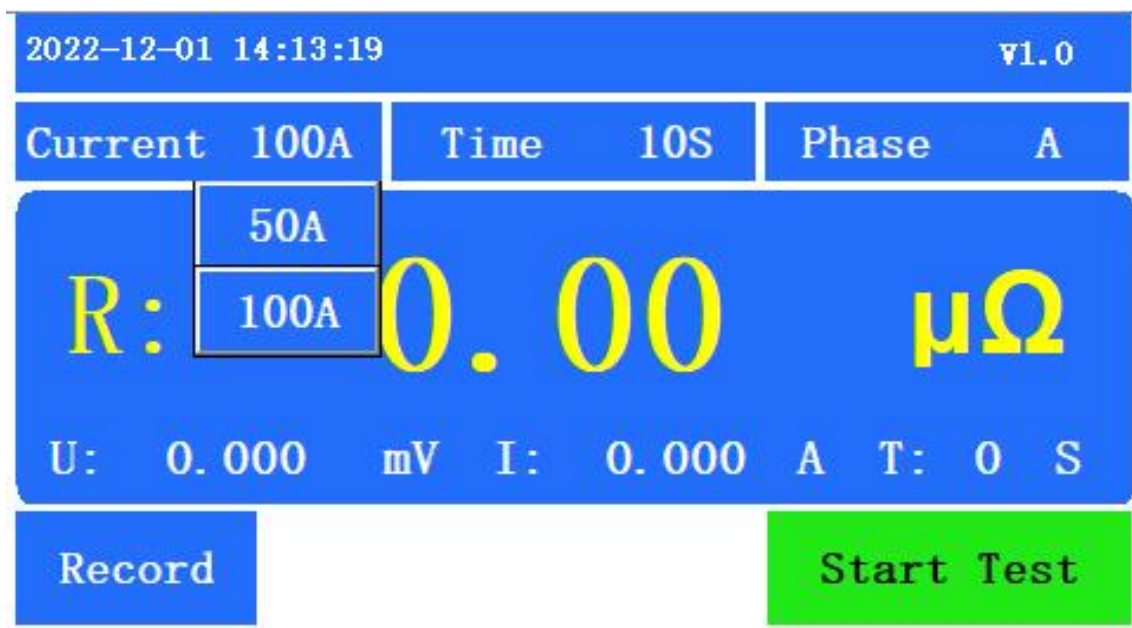 2022-12-01 14:13:19 V1.0
Current 100A Time 10S Phase A
50A
100A
R: 0.00 μΩ
U: 0.000 mV I: 0.000 A T: 0 S
Record Start Test